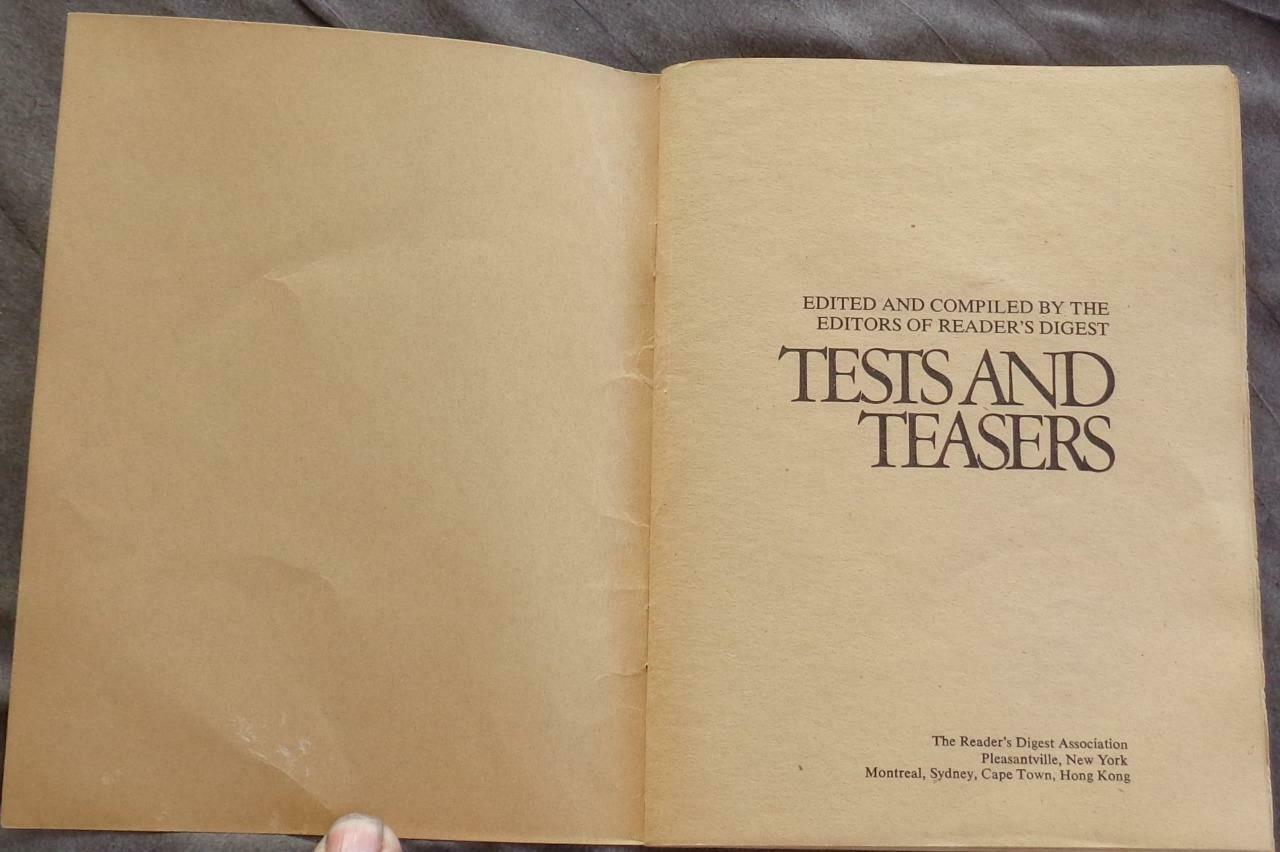 EDITED AND COMPILED BY THE
EDITORS OF READER'S DIGEST
TESTS AND
TEASERS
The Reader's Digest Association
Pleasantville, New York
Montreal, Sydney, Cape Town, Hong Kong